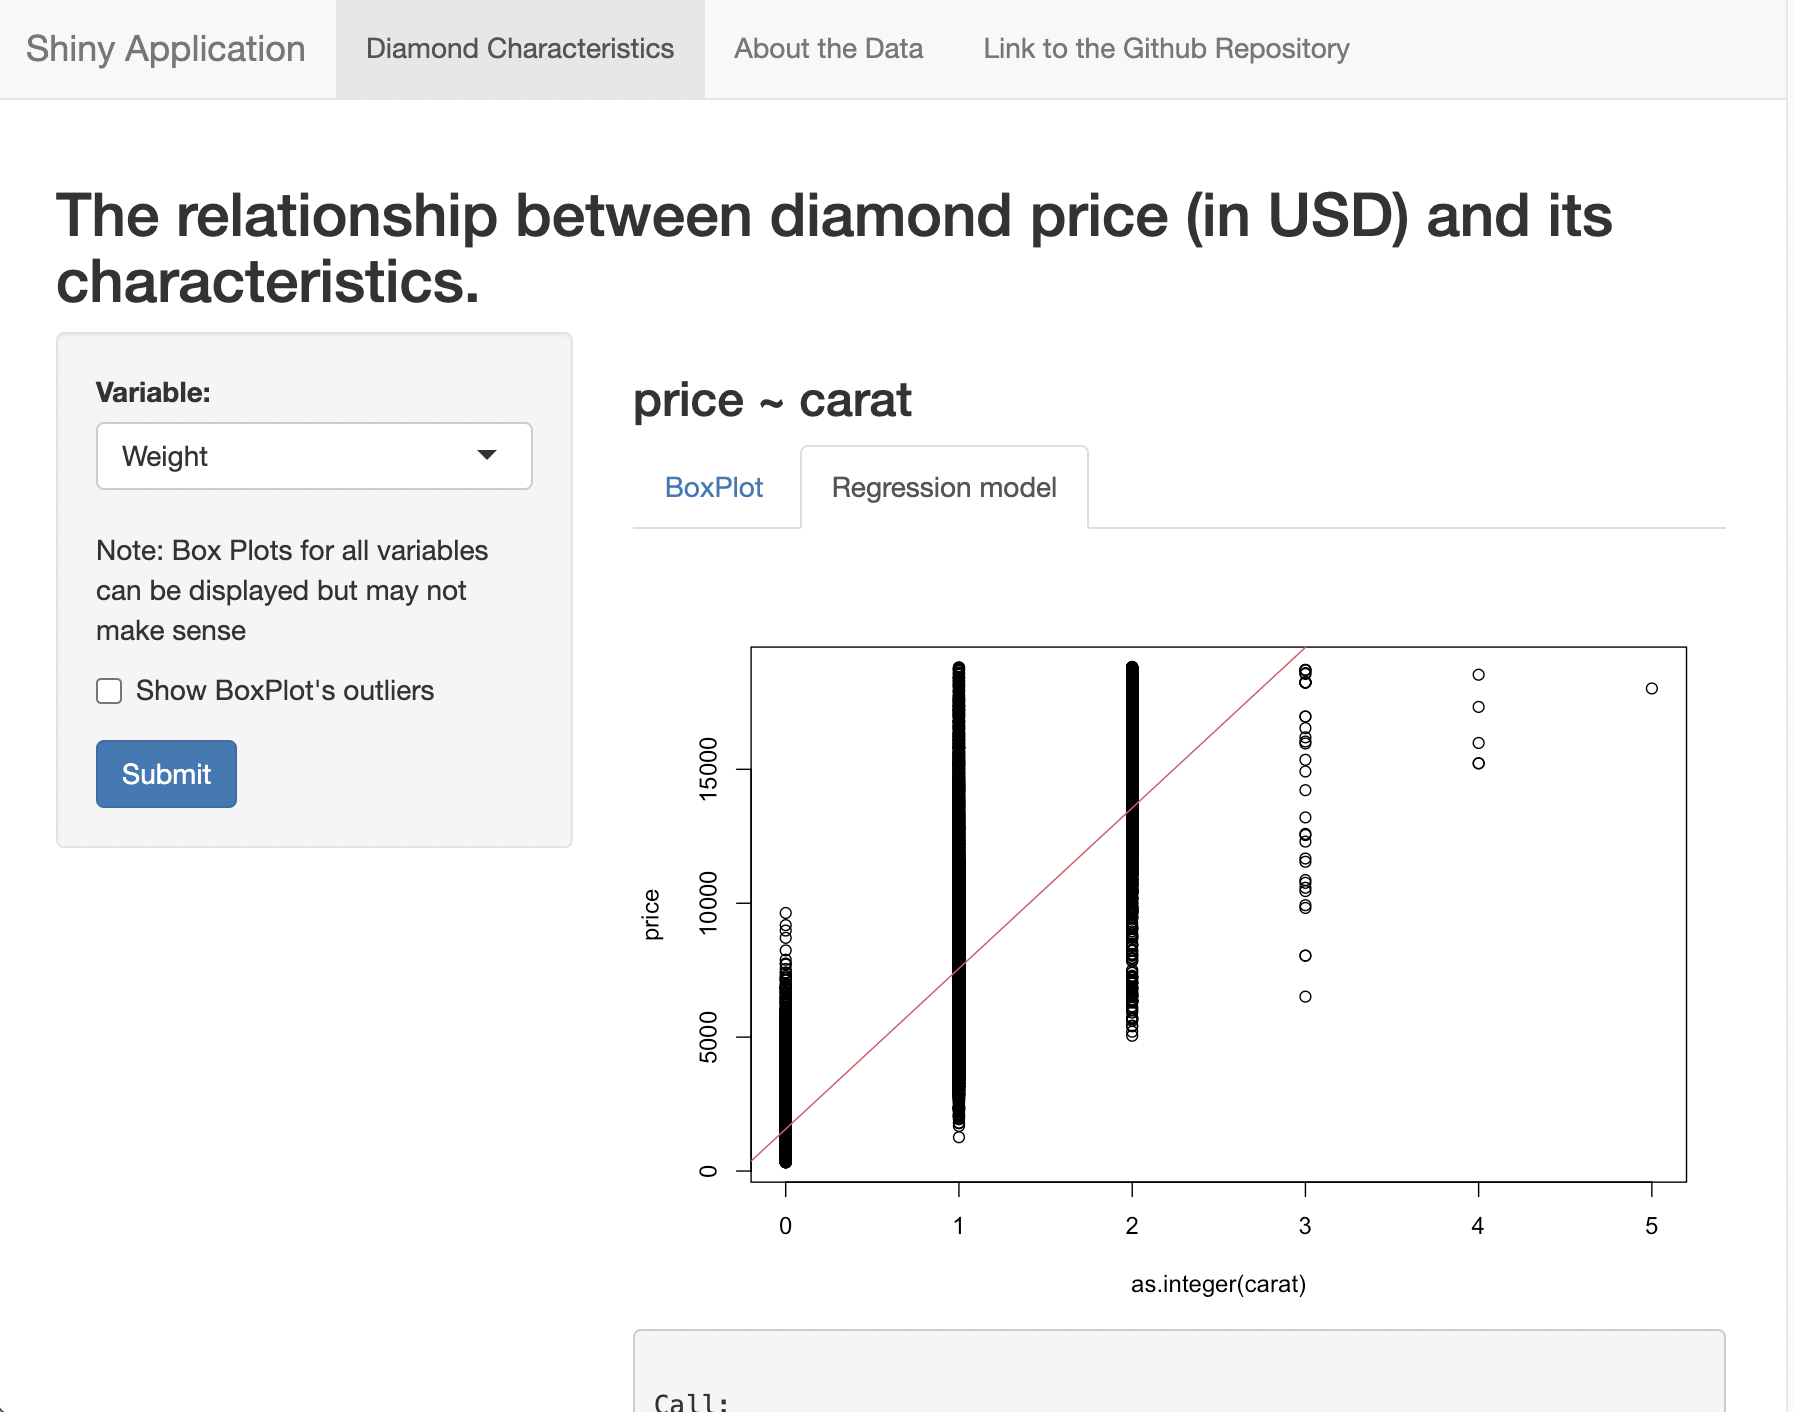 Shiny Application
Diamond Characteristics
About the Data
Link to the Github Repository
The relationship between diamond price (in USD) and its
characteristics.
Variable:
Weight
Note: Box Plots for all variables
can be displayed but may not
make sense
Show BoxPlot's outliers
Submit
price ~ carat
BoxPlot
Regression model
price
15000
10000
5000
0
0
1
2
3
4
5
as.integer(carat)
Call: